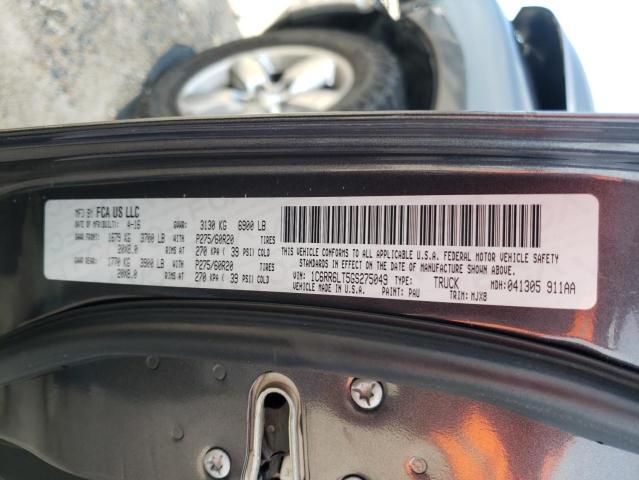 MFD BY FCA US LLC
DATE OF MFR(BUILT): 4-16 GVWR: 3130 KG 6900 LB
GAWR FRONT: 1679 KG 3700 LB WITH P275/60R20 TIRES
20X8.0 RIMS AT 270 KPA ( 39 PSI) COLD
GAWR REAR: 1770 KG 3900 LB WITH P275/60R20 TIRES
20X8.0 RIMS AT 270 KPA ( 39 PSI) COLD
THIS VEHICLE CONFORMS TO ALL APPLICABLE U.S.A. FEDERAL MOTOR VEHICLE SAFETY
STANDARDS IN EFFECT ON THE DATE OF MANUFACTURE SHOWN ABOVE.
VIN: 1C6RR6LT5GS275049 TYPE: TRUCK MDH: 041305 911AA
VEHICLE MADE IN U.S.A. PAINT: PAU TRIM: MJX8